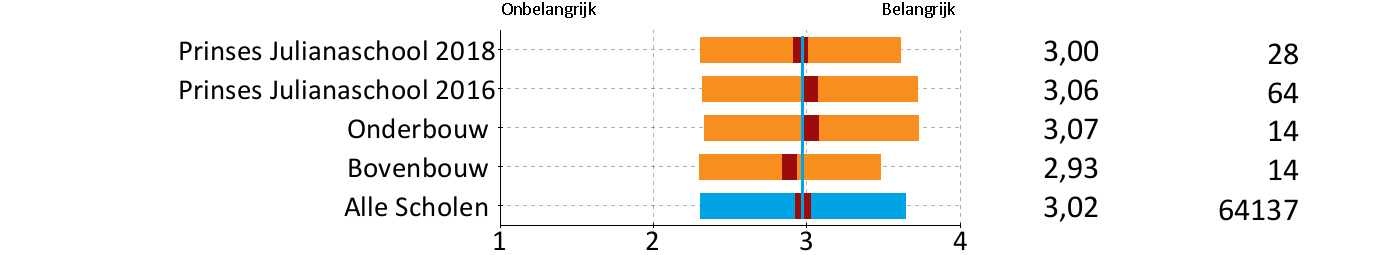 Onbelangrijk Belangrijk
Prinses Julianaschool 2018 3,00 28
Prinses Julianaschool 2016 3,06 64
Onderbouw 3,07 14
Bovenbouw 2,93 14
Alle Scholen 3,02 64137
1 2 3 4